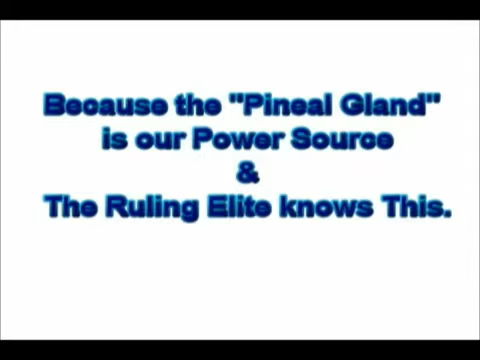 Because the "Pineal Gland"
is our Power Source
&
The Ruling Elite knows This.